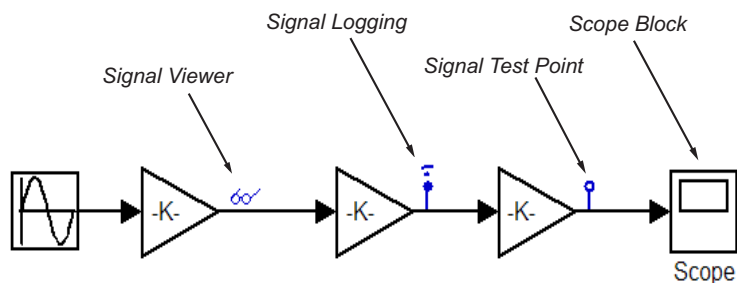 Signal Logging
Scope Block
Signal Viewer
Signal Test Point
-K-
-K-
-K-
Scope